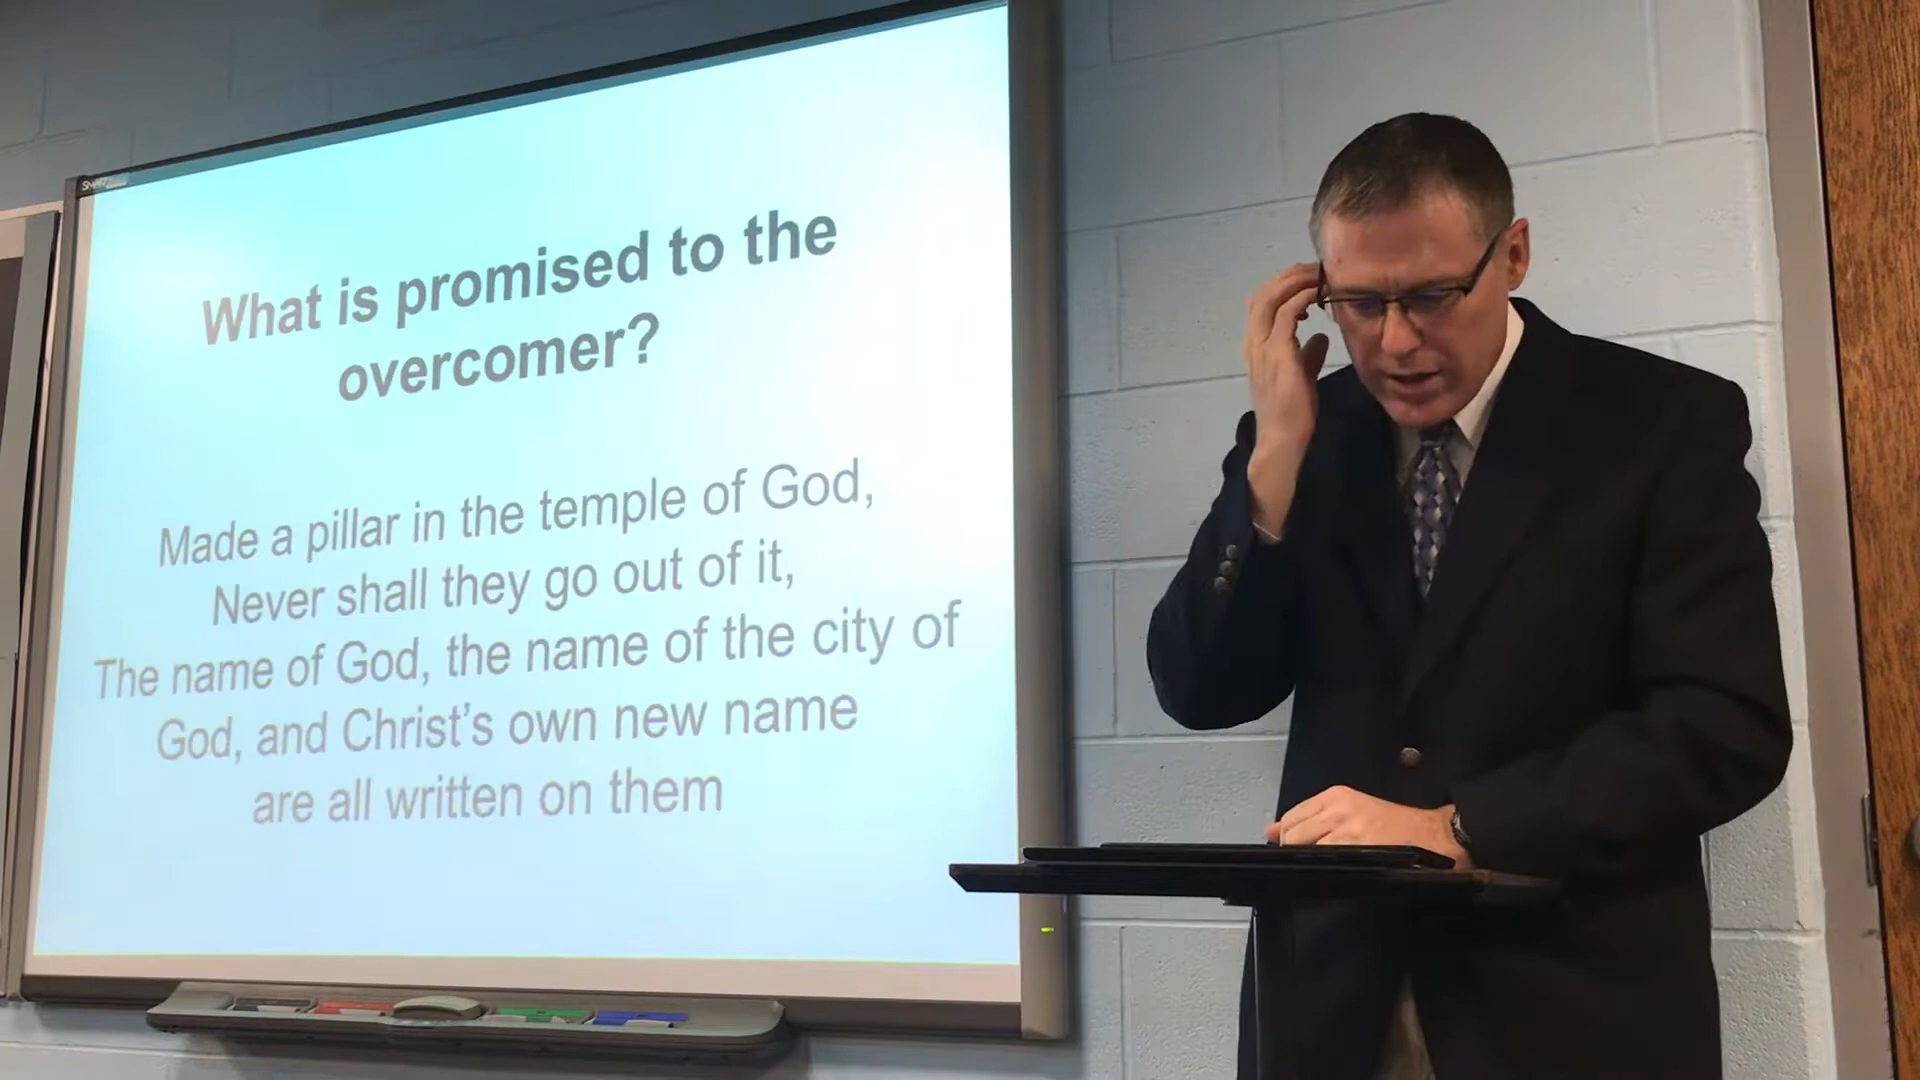 SMART
What is promised to the
overcomer?
Made a pillar in the temple of God,
Never shall they go out of it,
The name of God, the name of the city of
God, and Christ's own new name
are all written on them